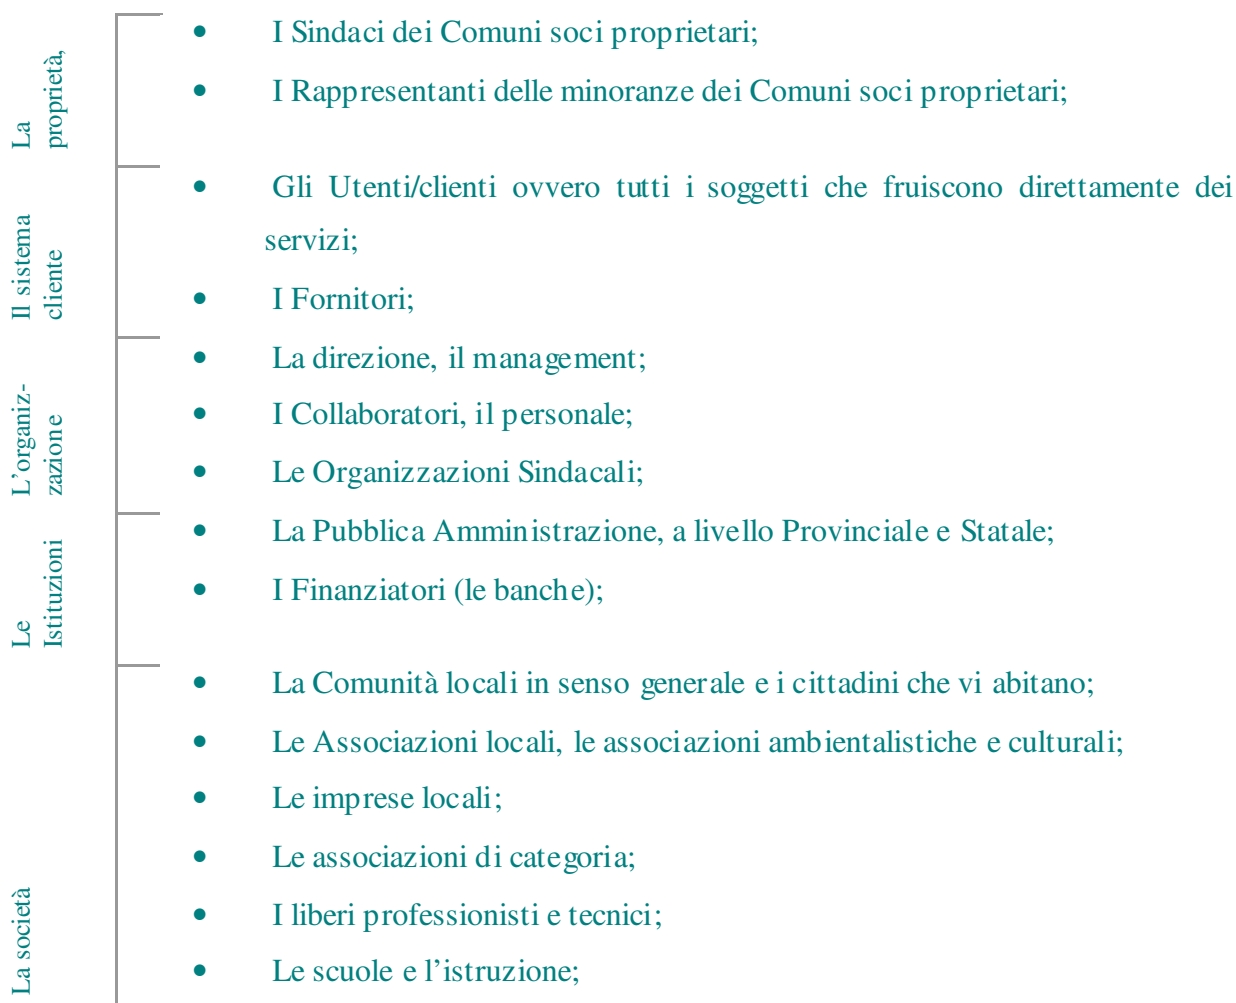 La
proprietà,
• I Sindaci dei Comuni soci proprietari;
• I Rappresentanti delle minoranze dei Comuni soci proprietari;
Il sistema
cliente
• Gli Utenti/clienti ovvero tutti i soggetti che fruiscono direttamente dei
servizi;
• I Fornitori;
L’organiz-
zazione
• La direzione, il management;
• I Collaboratori, il personale;
• Le Organizzazioni Sindacali;
Le
Istituzioni
• La Pubblica Amministrazione, a livello Provinciale e Statale;
• I Finanziatori (le banche);
La società
• La Comunità locali in senso generale e i cittadini che vi abitano;
• Le Associazioni locali, le associazioni ambientalistiche e culturali;
• Le imprese locali;
• Le associazioni di categoria;
• I liberi professionisti e tecnici;
• Le scuole e l’istruzione;